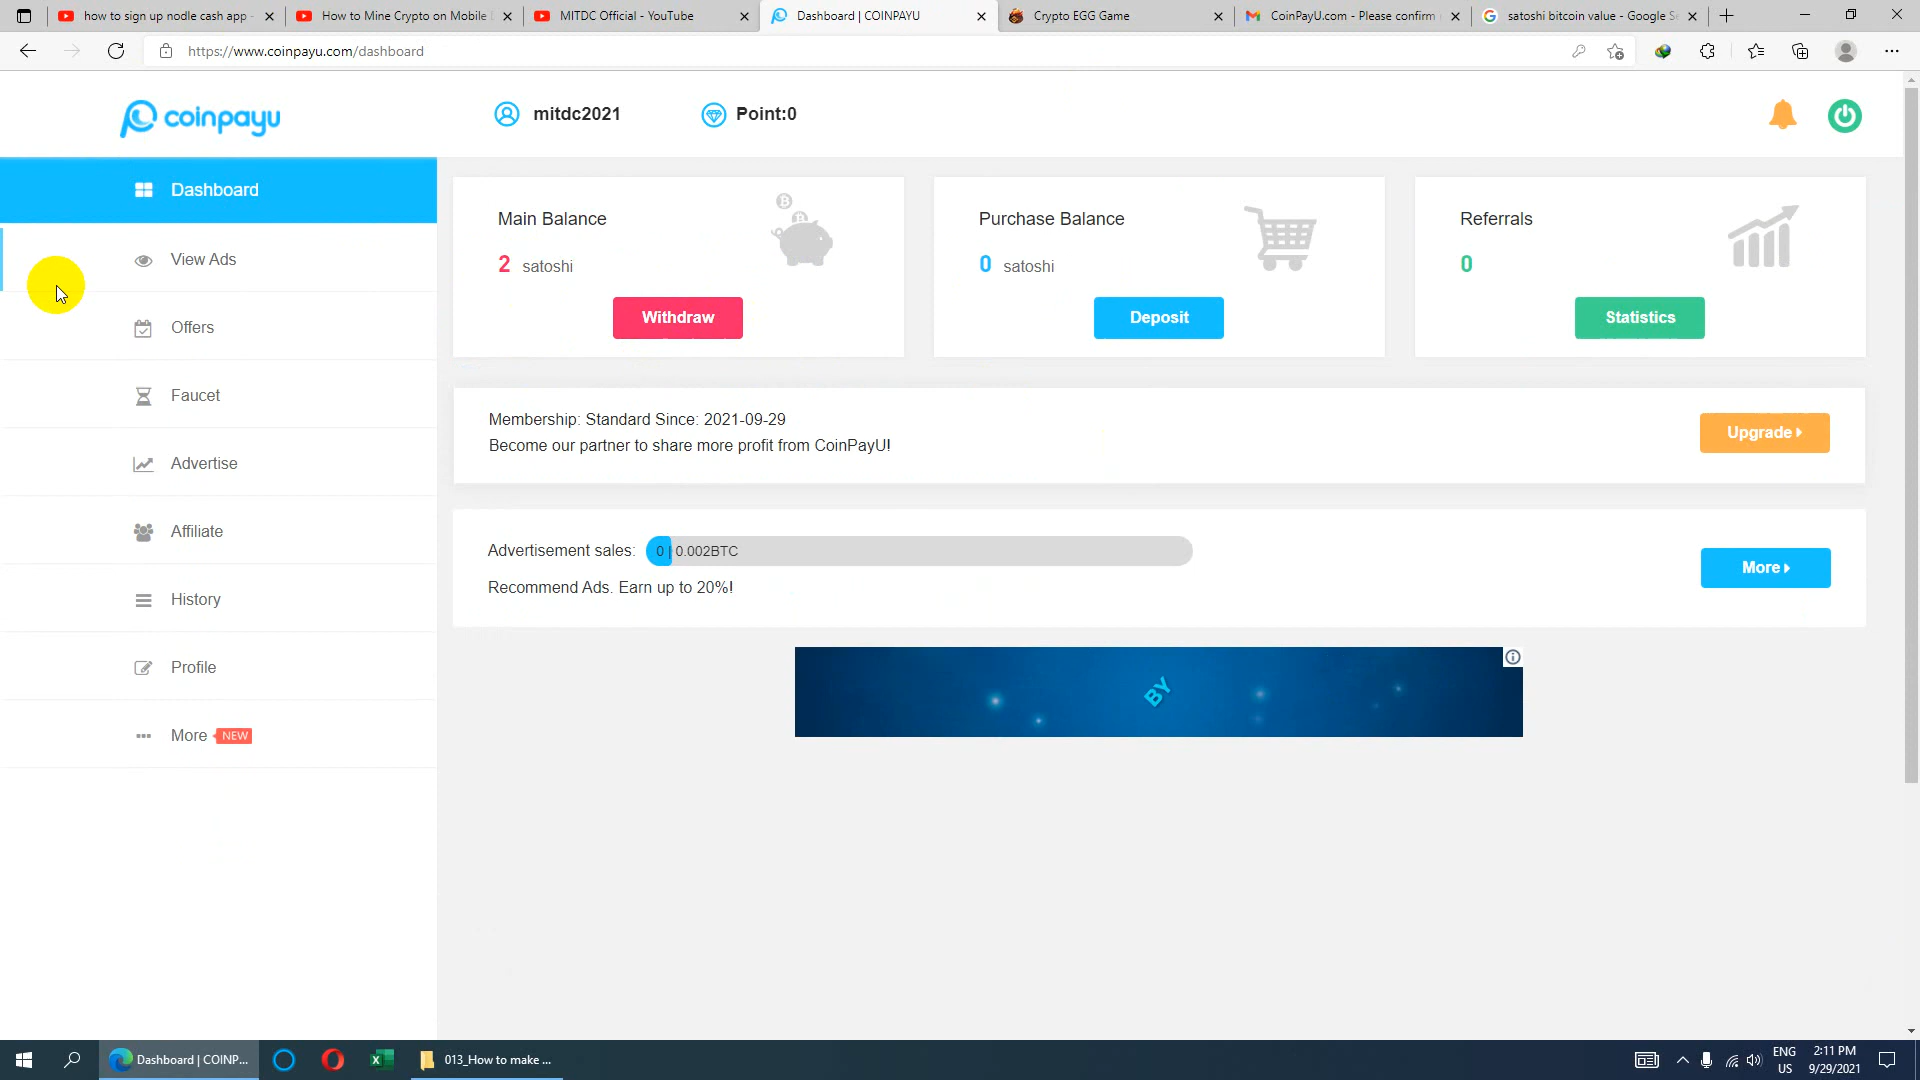 how to sign up nodle cash app -
How to Mine Crypto on Mobile
MITDC Official - YouTube
Dashboard | COINPAYU
Crypto EGG Game
CoinPayU.com - Please confirm
satoshi bitcoin value - Google Se
https://www.coinpayu.com/dashboard
coinpayu
mitdc2021
Point:0
Dashboard
View Ads
Offers
Faucet
Advertise
Affiliate
History
Profile
More NEW
Main Balance
2 satoshi
Withdraw
Purchase Balance
0 satoshi
Deposit
Referrals
0
Statistics
Membership: Standard Since: 2021-09-29
Become our partner to share more profit from CoinPayU!
Upgrade
Advertisement sales: 0 | 0.002BTC
Recommend Ads. Earn up to 20%!
More
BY
Dashboard | COINP...
013_How to make ...
ENG
US
2:11 PM
9/29/2021